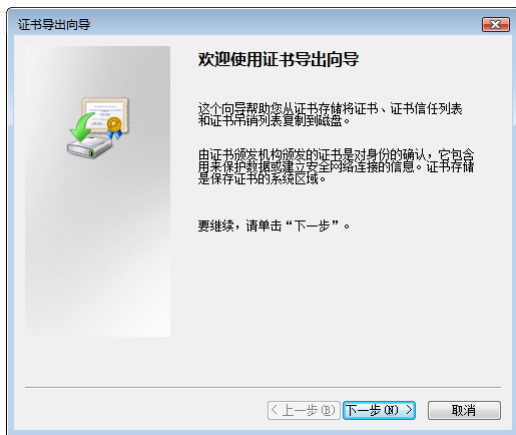 证书导出向导
欢迎使用证书导出向导
这个向导帮助您从证书存储将证书、证书信任列表
和证书吊销列表复制到磁盘。
由证书颁发机构颁发的证书是对身份的确认，它包含
用来保护数据或建立安全网络连接的信息。证书存储
是保存证书的系统区域。
要继续，请单击“下一步”。
< 上一步(B) 下一步(N) > 取消